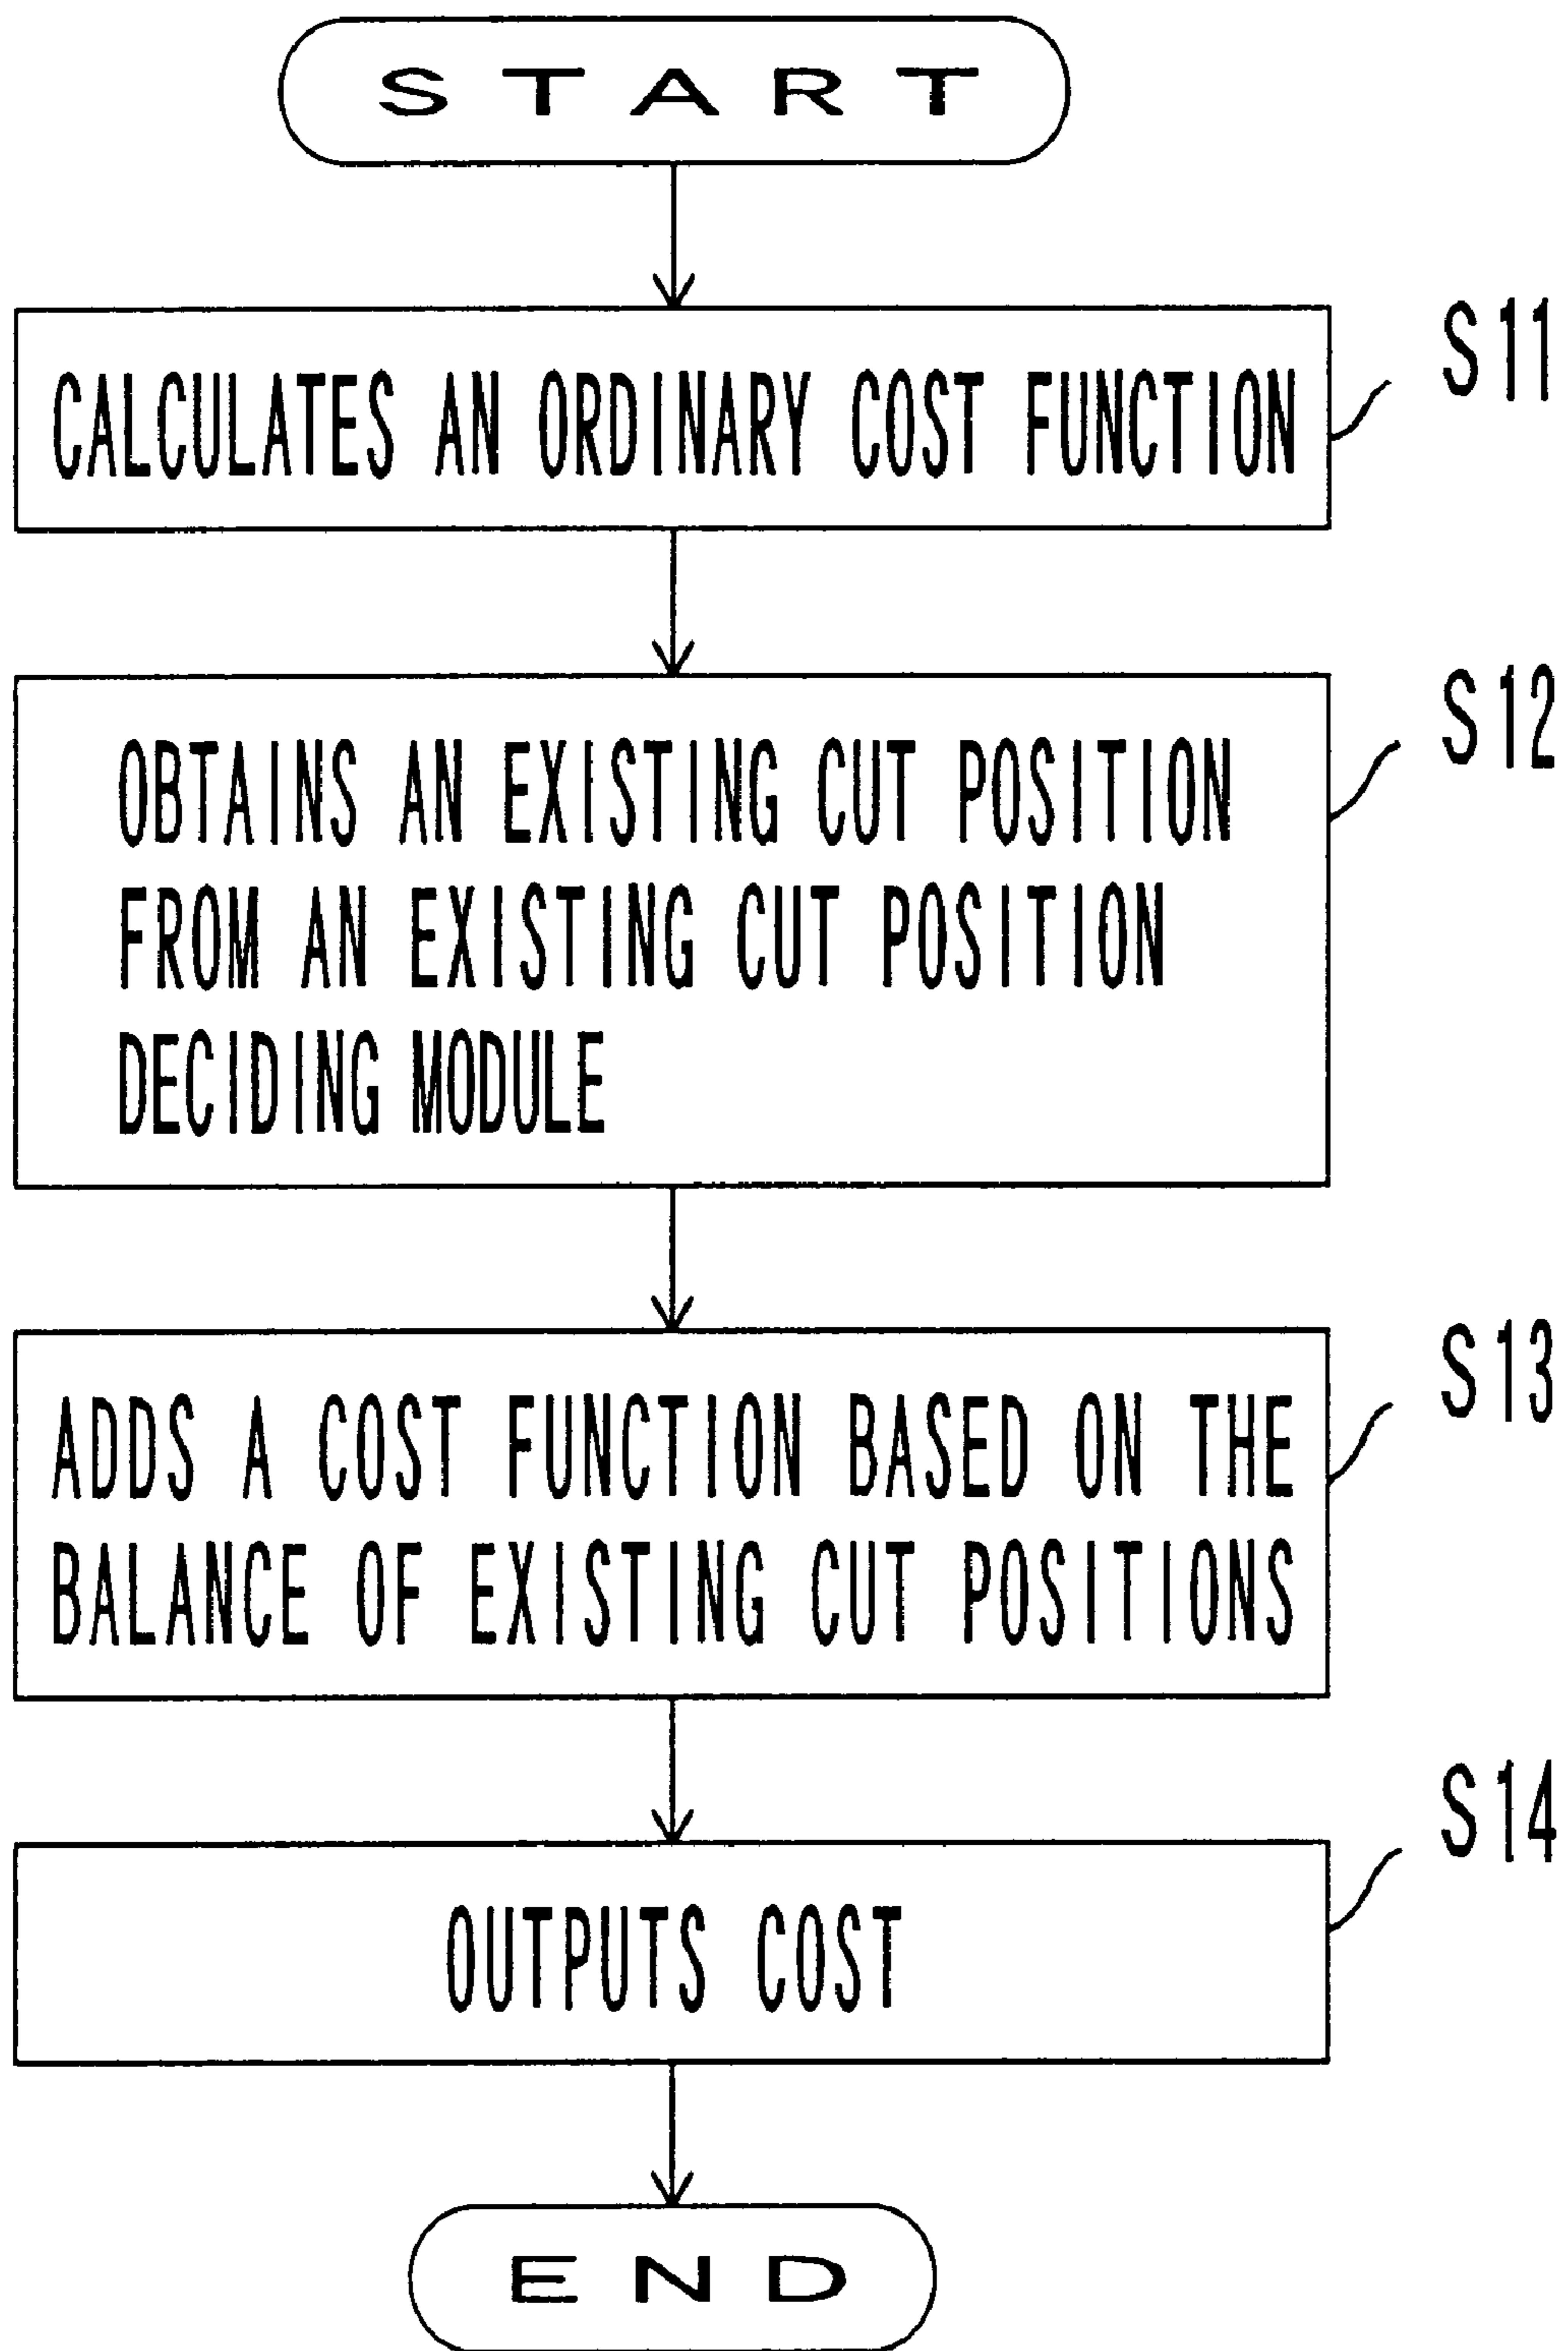 START
CALCULATES AN ORDINARY COST FUNCTION
S11
OBTAINS AN EXISTING CUT POSITION
FROM AN EXISTING CUT POSITION
DECIDING MODULE
S12
ADDS A COST FUNCTION BASED ON THE
BALANCE OF EXISTING CUT POSITIONS
S13
OUTPUTS COST
S14
END